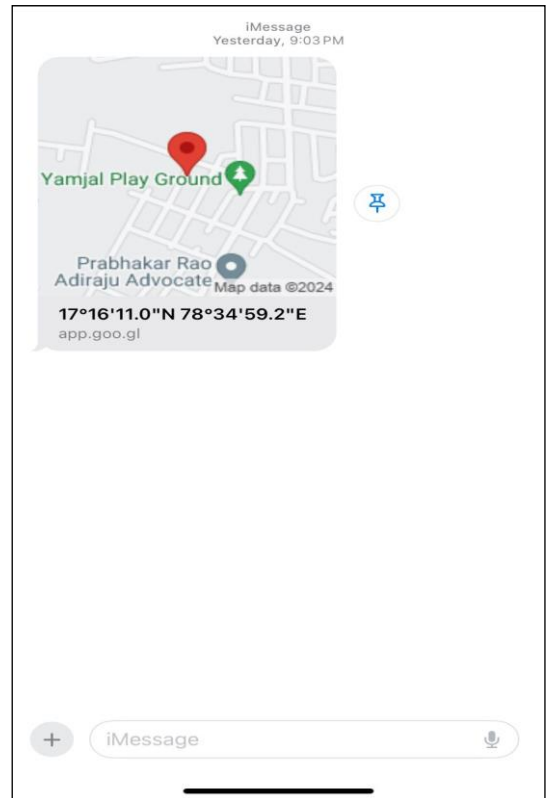 iMessage
Yesterday, 9:03 PM
Yamjal Play Ground
Prabhakar Rao
Adiraju Advocate
Map data ©2024
17°16'11.0"N 78°34'59.2"E
app.goo.gl
iMessage